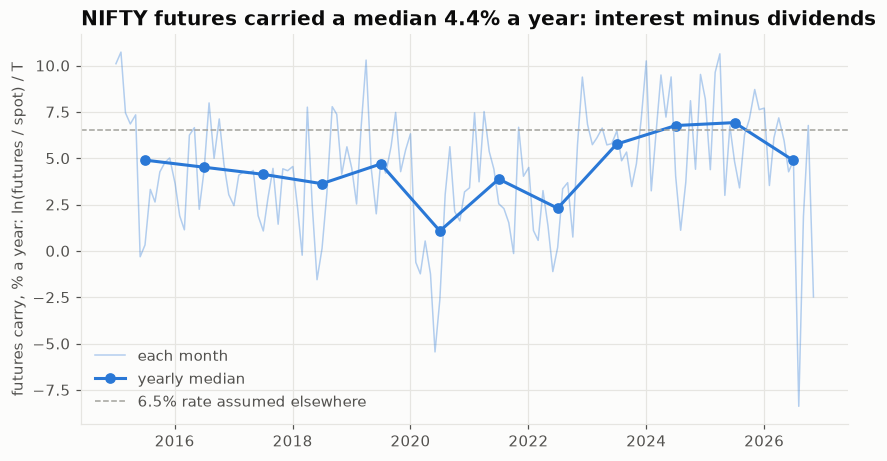 NIFTY futures carried a median 4.4% a year: interest minus dividends
futures carry, % a year: ln(futures / spot) / T
10.0
7.5
5.0
2.5
0.0
−2.5
−5.0
−7.5
each month
yearly median
6.5% rate assumed elsewhere
2016 2018 2020 2022 2024 2026